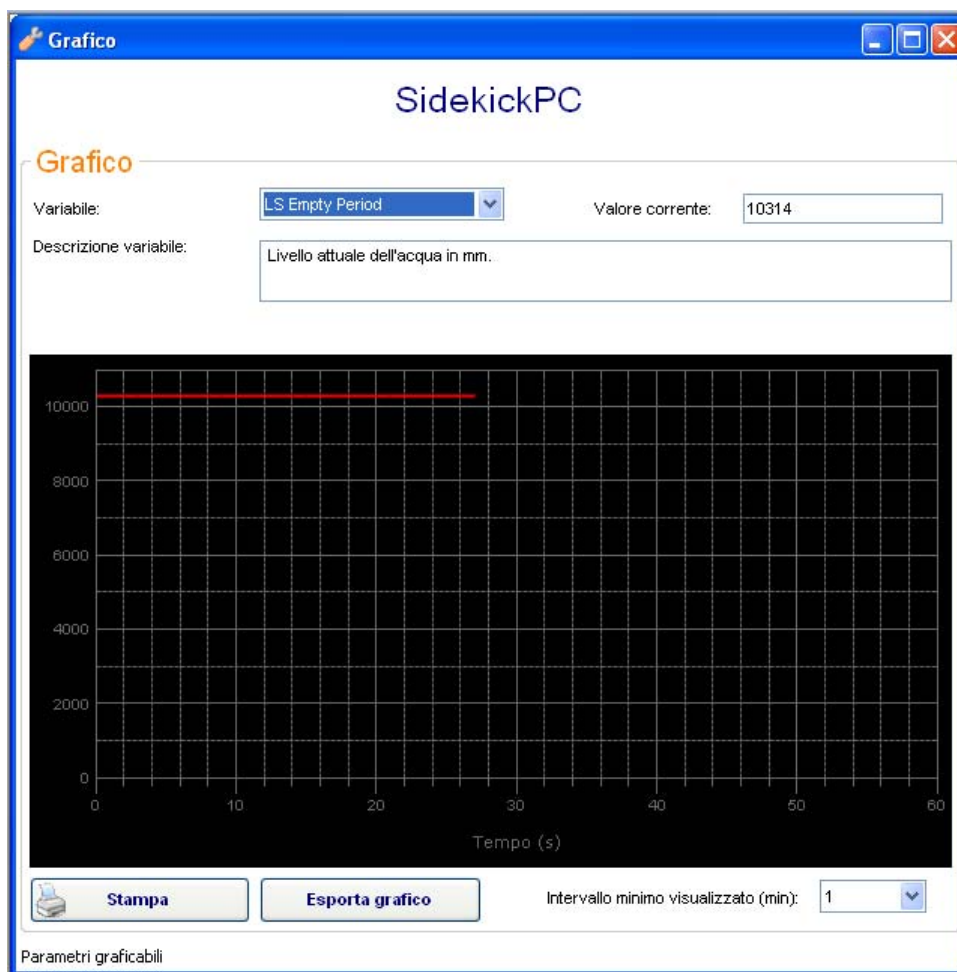 Grafico
SidekickPC
Grafico
Variabile: LS Empty Period Valore corrente: 10314
Descrizione variabile: Livello attuale dell'acqua in mm.
10000
8000
6000
4000
2000
0
0 10 20 30 40 50 60
Tempo (s)
Stampa Esporta grafico Intervallo minimo visualizzato (min): 1
Parametri graficabili